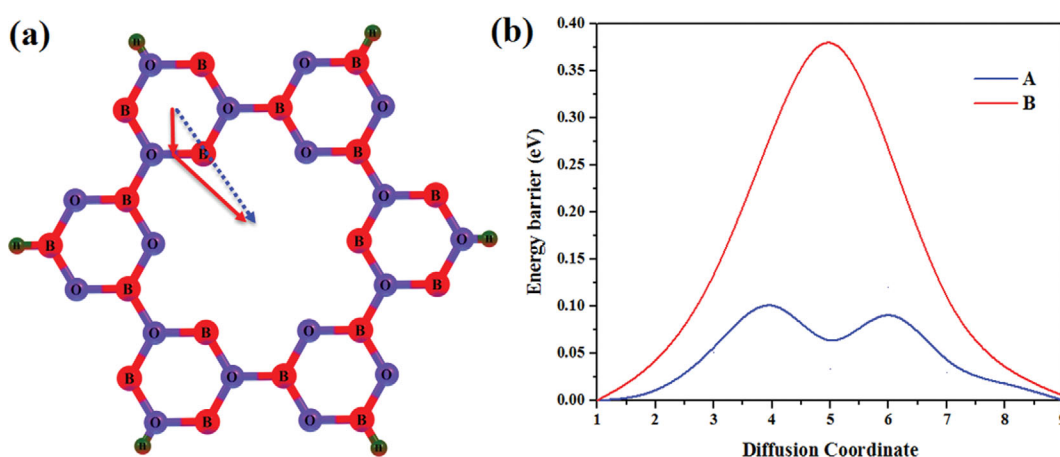 (a)
n n
O B O B
B O B O
O B O B
O B O B
n B O B O n
O B O B
O B O B
B O B O
O B O B
n n
(b)
0.40
0.35
0.30
0.25
0.20
0.15
0.10
0.05
0.00
Energy barrier (eV)
A
B
1 2 3 4 5 6 7 8 9
Diffusion Coordinate